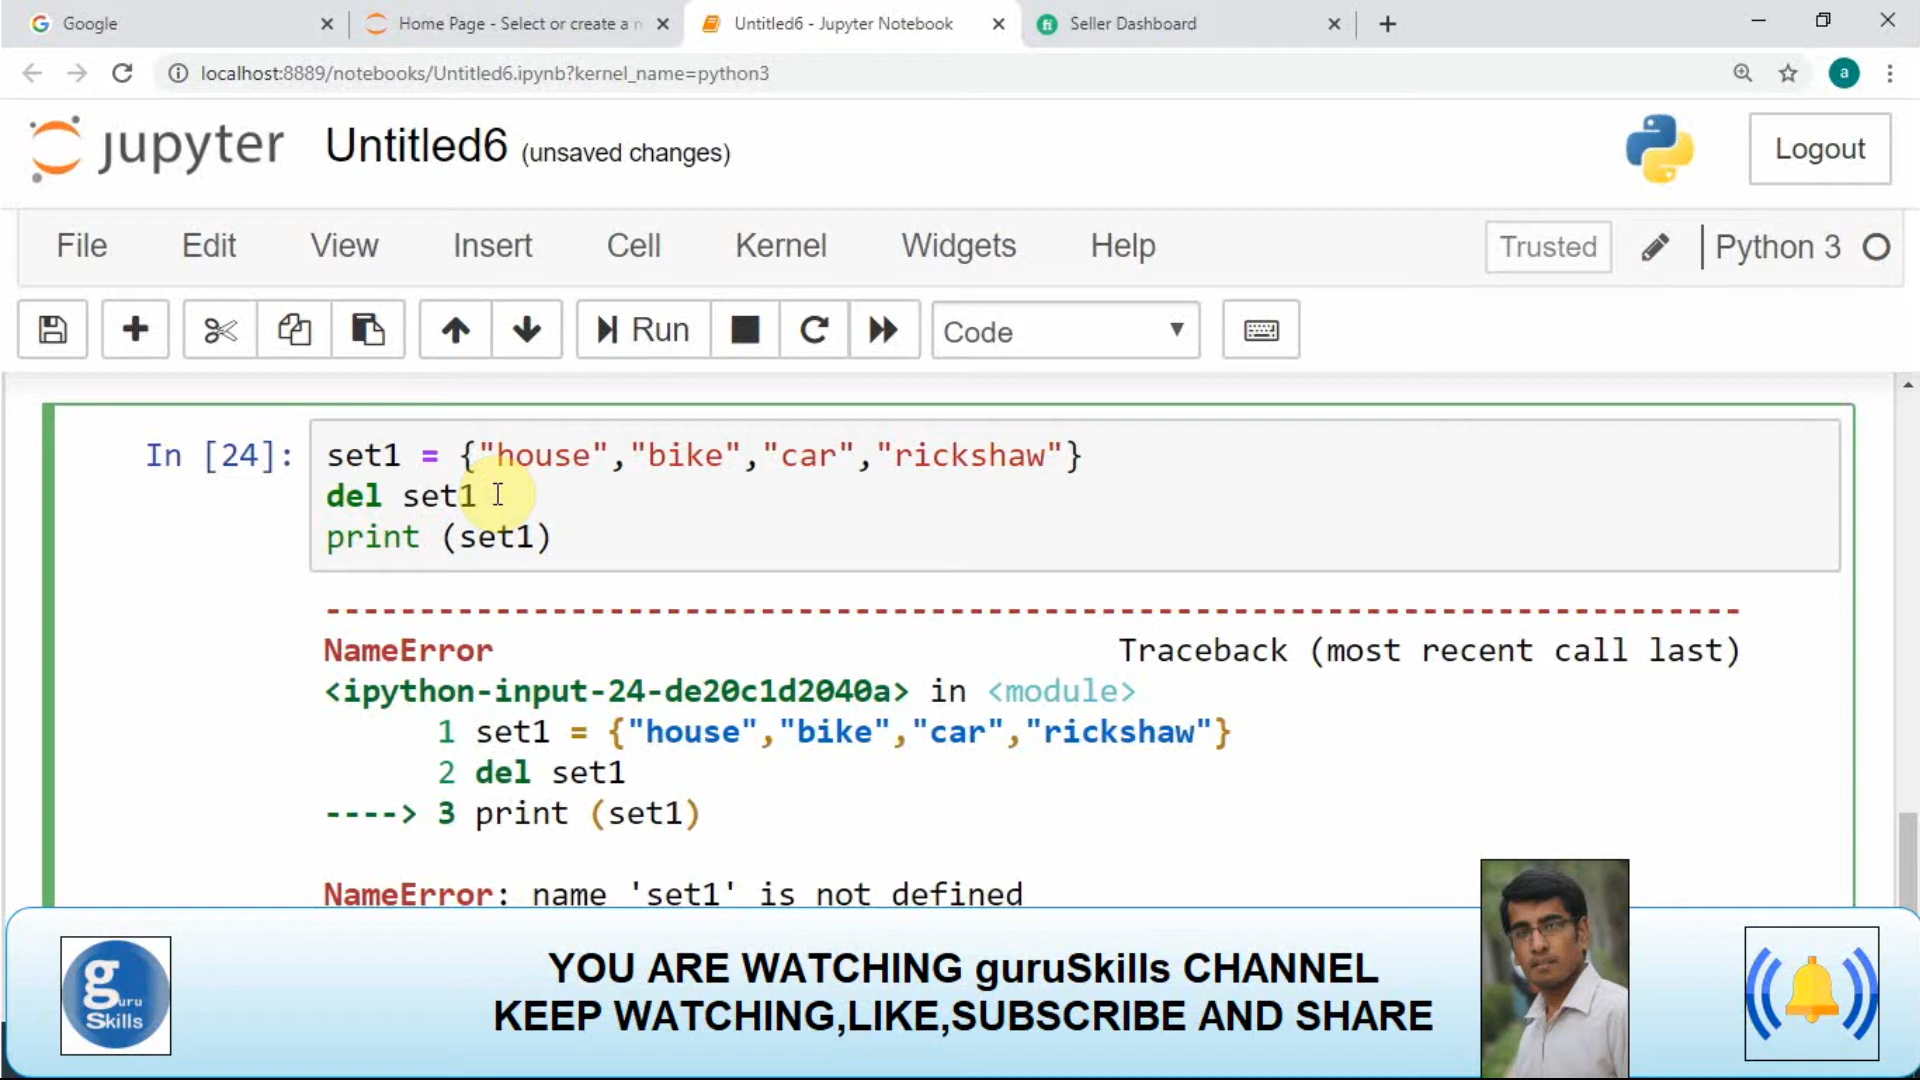 Google
Home Page - Select or create a n
Untitled6 - Jupyter Notebook
Seller Dashboard
localhost:8889/notebooks/Untitled6.ipynb?kernel_name=python3
a
jupyter Untitled6 (unsaved changes)
Logout
File Edit View Insert Cell Kernel Widgets Help
Trusted
Python 3
Run
Code
In [24]: set1 = {"house","bike","car","rickshaw"}
del set1
print (set1)
---------------------------------------------------------------------------
NameError Traceback (most recent call last)
<ipython-input-24-de20c1d2040a> in <module>
1 set1 = {"house","bike","car","rickshaw"}
2 del set1
----> 3 print (set1)
NameError: name 'set1' is not defined
YOU ARE WATCHING guruSkills CHANNEL
KEEP WATCHING,LIKE,SUBSCRIBE AND SHARE
guru
Skills